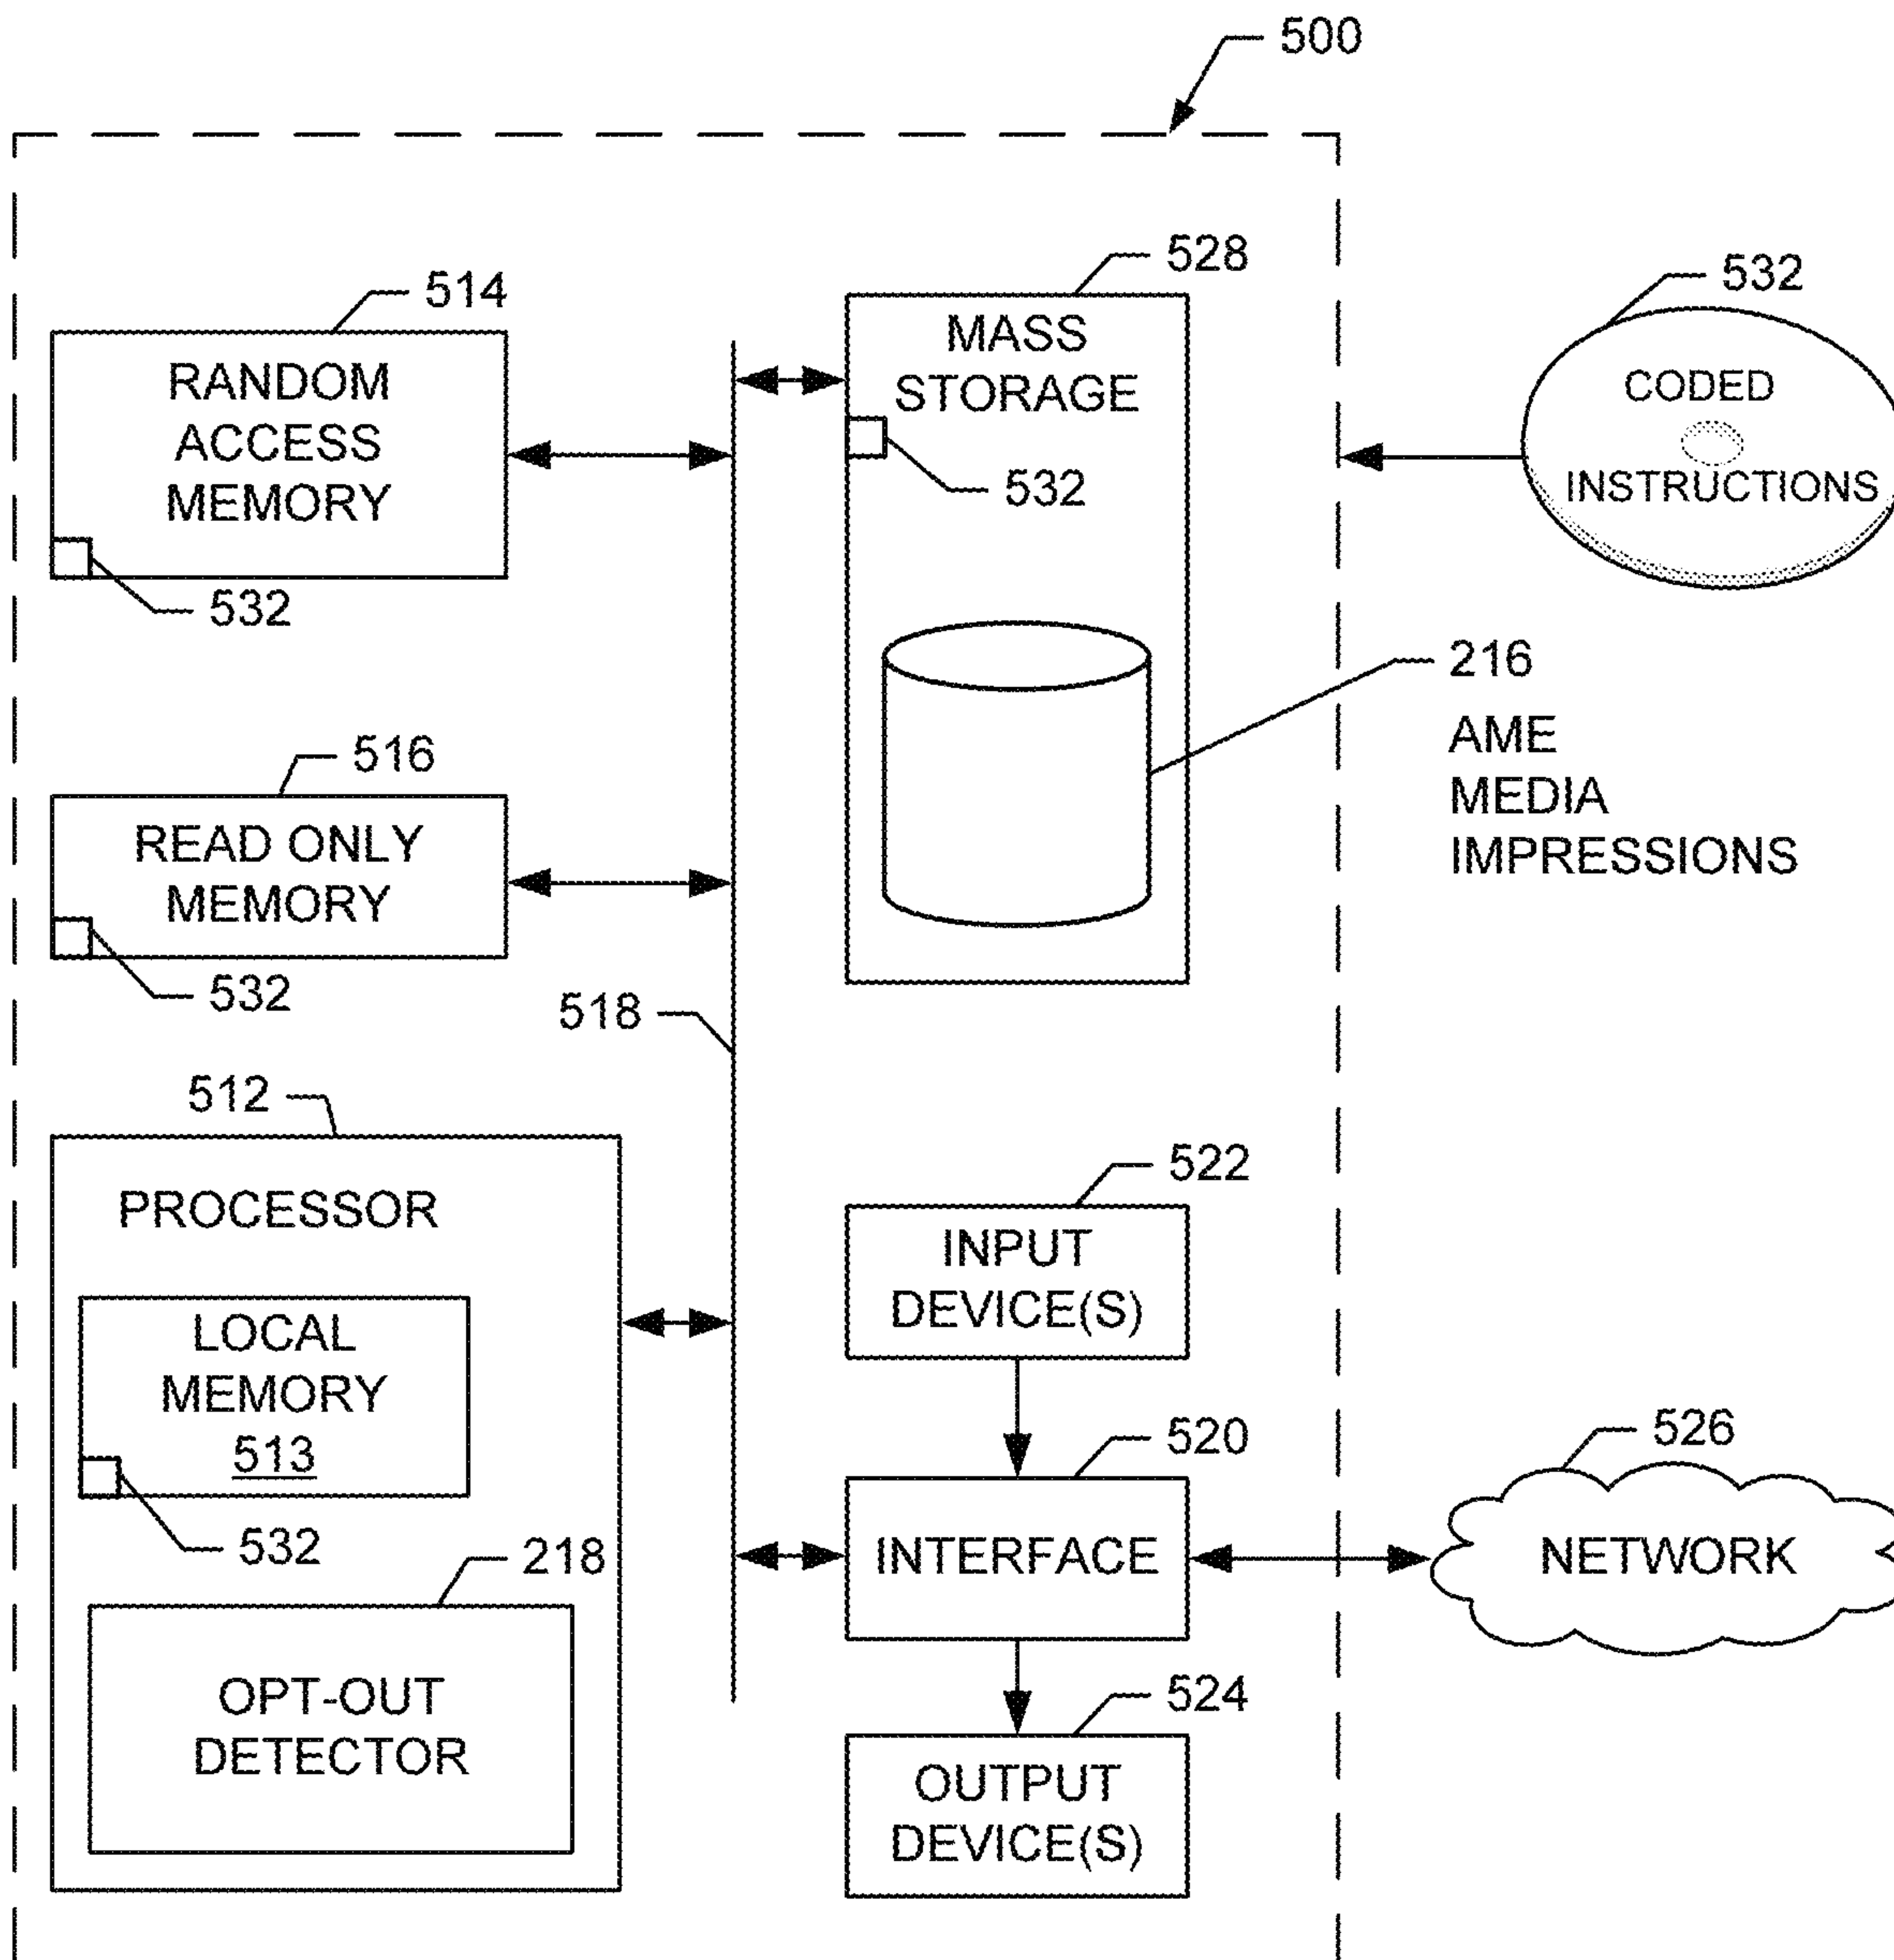 500
514
RANDOM
ACCESS
MEMORY
532
528
MASS
STORAGE
532
532
CODED
INSTRUCTIONS
216
AME
MEDIA
IMPRESSIONS
516
READ ONLY
MEMORY
532
518
512
PROCESSOR
LOCAL
MEMORY
513
532
218
OPT-OUT
DETECTOR
522
INPUT
DEVICE(S)
520
INTERFACE
526
NETWORK
524
OUTPUT
DEVICE(S)